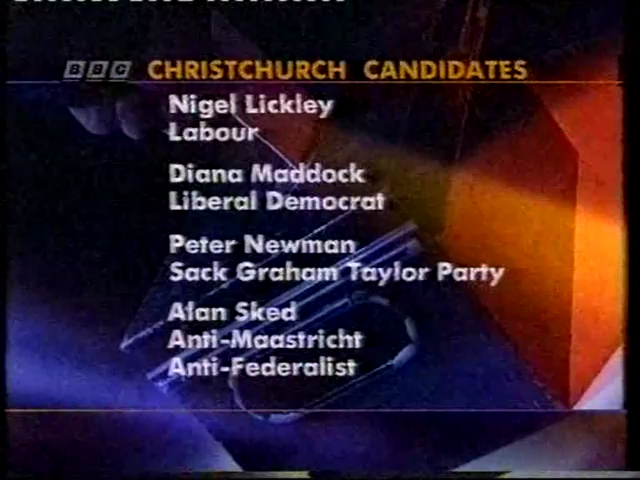 BBC CHRISTCHURCH CANDIDATES
Nigel Lickley
Labour
Diana Maddock
Liberal Democrat
Peter Newman
Sack Graham Taylor Party
Alan Sked
Anti-Maastricht
Anti-Federalist